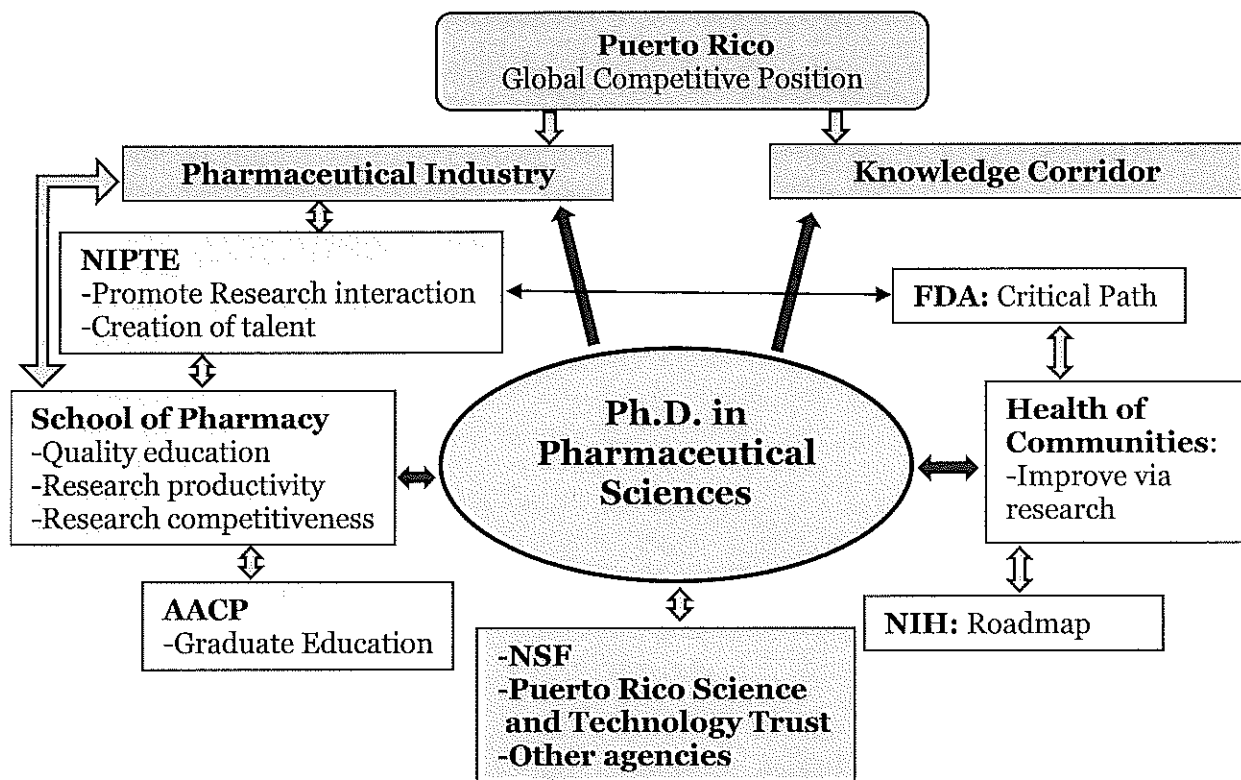 Puerto Rico
Global Competitive Position
Pharmaceutical Industry
Knowledge Corridor
NIPTE
-Promote Research interaction
-Creation of talent
FDA: Critical Path
School of Pharmacy
-Quality education
-Research productivity
-Research competitiveness
Ph.D. in
Pharmaceutical
Sciences
Health of
Communities:
-Improve via
research
AACP
-Graduate Education
NIH: Roadmap
-NSF
-Puerto Rico Science
and Technology Trust
-Other agencies